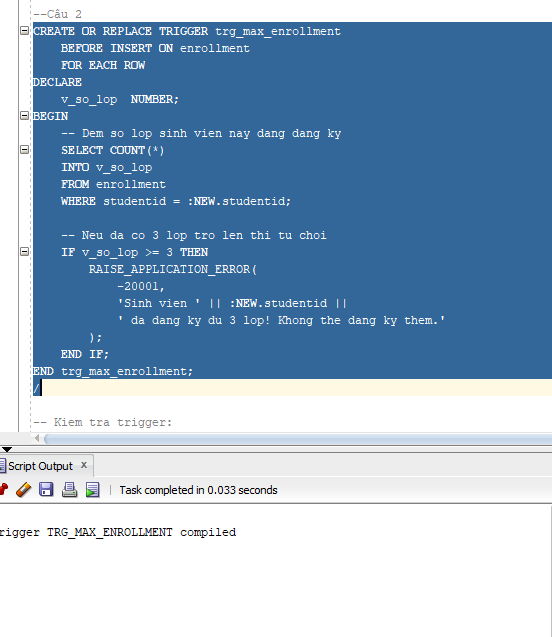 --Câu 2
CREATE OR REPLACE TRIGGER trg_max_enrollment
    BEFORE INSERT ON enrollment
    FOR EACH ROW
DECLARE
    v_so_lop  NUMBER;
BEGIN
    -- Dem so lop sinh vien nay dang dang ky
    SELECT COUNT(*)
    INTO v_so_lop
    FROM enrollment
    WHERE studentid = :NEW.studentid;
    -- Neu da co 3 lop tro len thi tu choi
    IF v_so_lop >= 3 THEN
        RAISE_APPLICATION_ERROR(
            -20001,
            'Sinh vien ' || :NEW.studentid ||
            ' da dang ky du 3 lop! Khong the dang ky them.'
        );
    END IF;
END trg_max_enrollment;
/
-- Kiem tra trigger:
Script Output x
Task completed in 0.033 seconds
rigger TRG_MAX_ENROLLMENT compiled